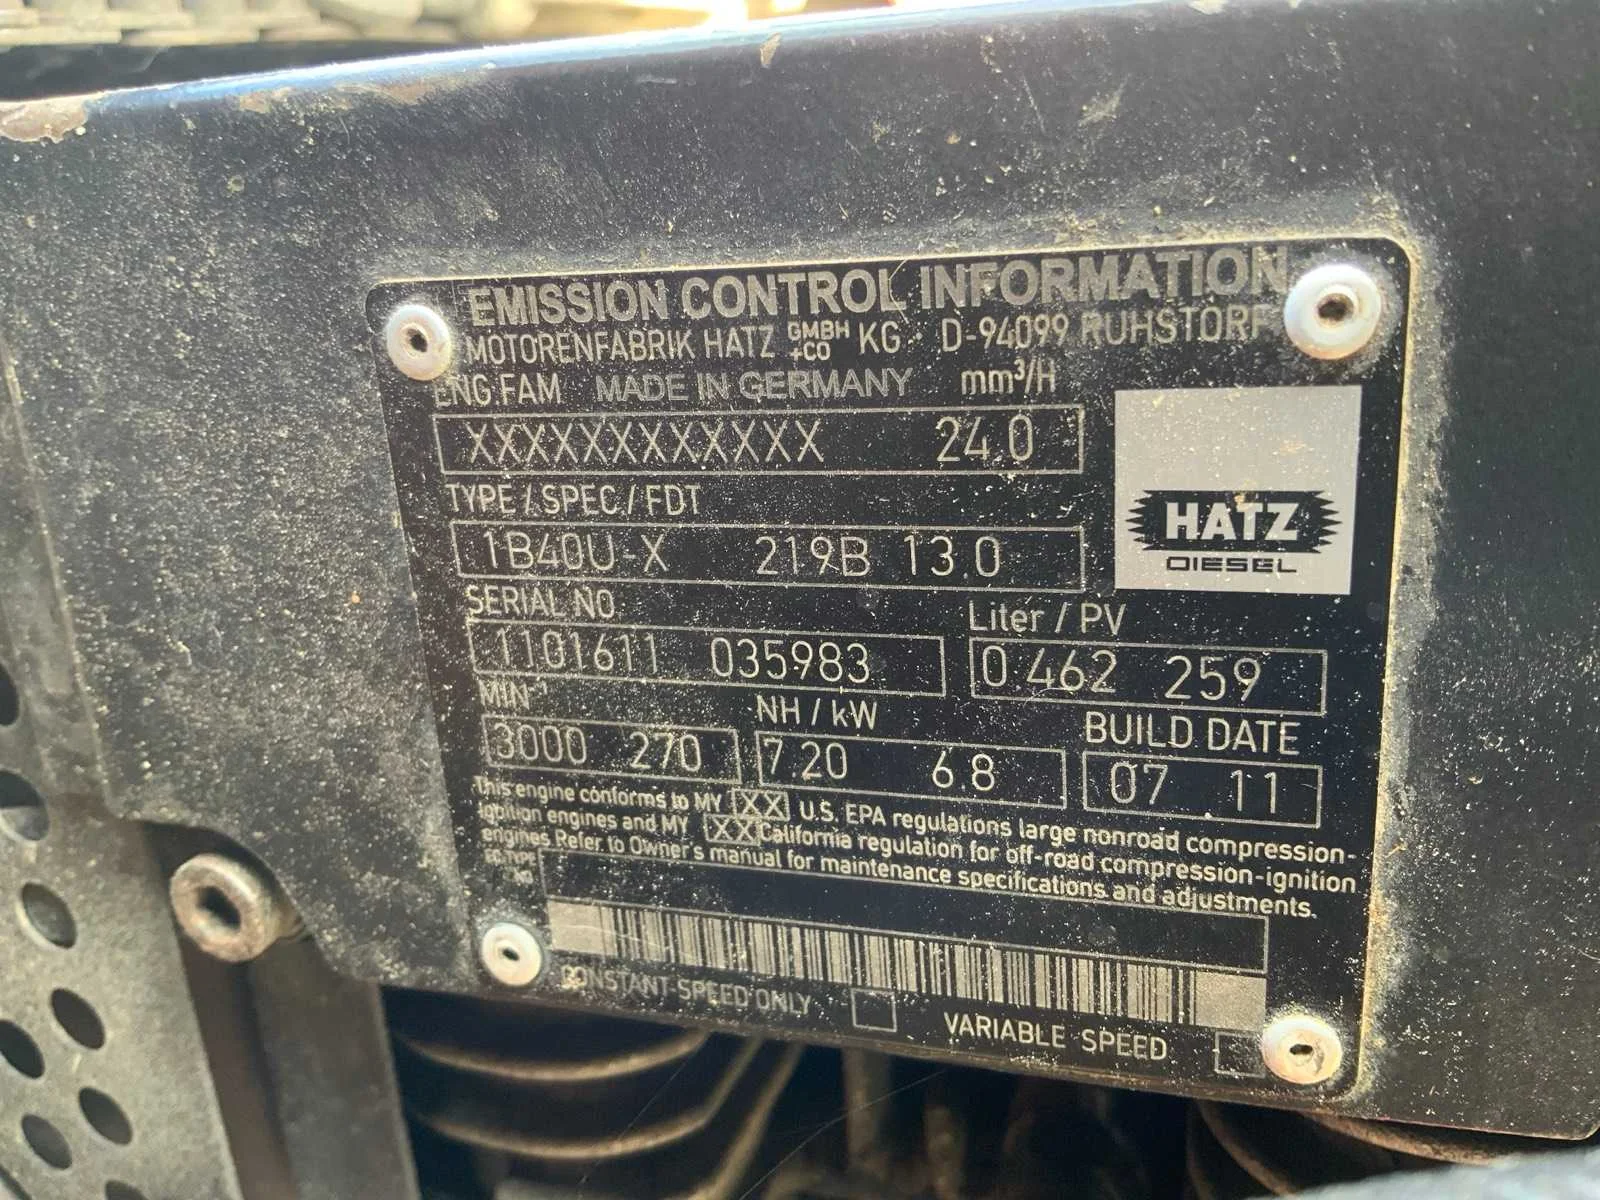 EMISSION CONTROL INFORMATION
MOTORENFABRIK HATZ GMBH +CO KG · D-94099 RUHSTORF
ENG.FAM MADE IN GERMANY mm³/H
XXXXXXXXXXXX 24.0
TYPE / SPEC / FDT
1B40U-X 219B 13.0
HATZ
DIESEL
SERIAL NO. Liter / PV
1101611 035983 0.462 259
MIN⁻¹ NH / kW BUILD DATE
3000 270 7.20 6.8 07 11
This engine conforms to MY XX U.S. EPA regulations large nonroad compression-
ignition engines and MY XX California regulation for off-road compression-ignition
engines. Refer to Owner's manual for maintenance specifications and adjustments.
EC TYPE
NO
CONSTANT SPEED ONLY VARIABLE SPEED